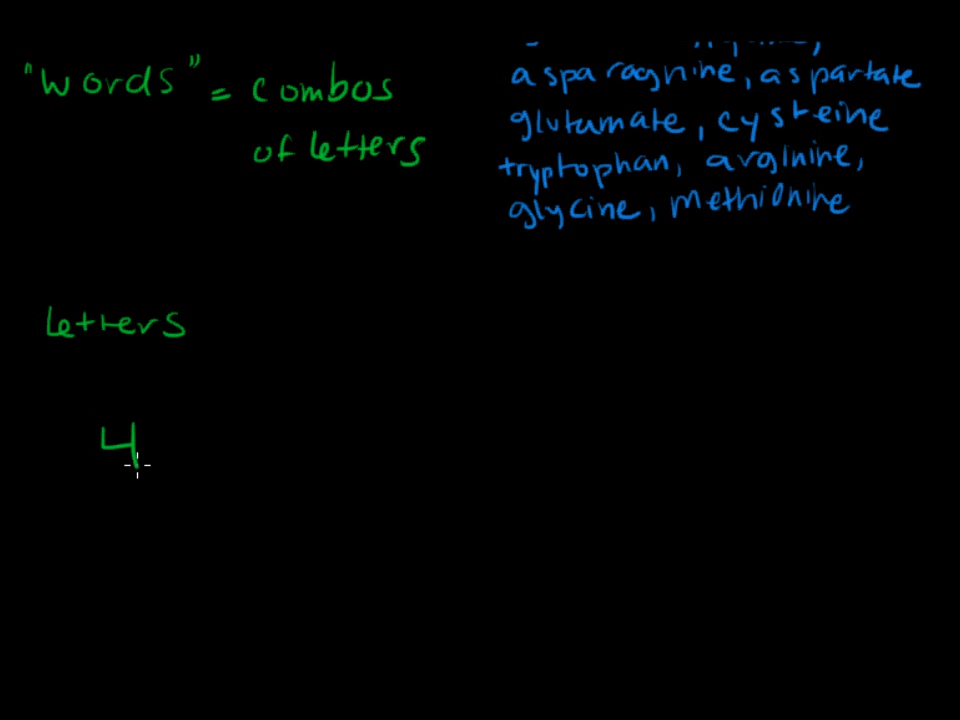 "words" = combos
of letters
asparagnine, aspartate
glutamate, cysteine
tryptophan, arginine,
glycine, methionine
letters
4